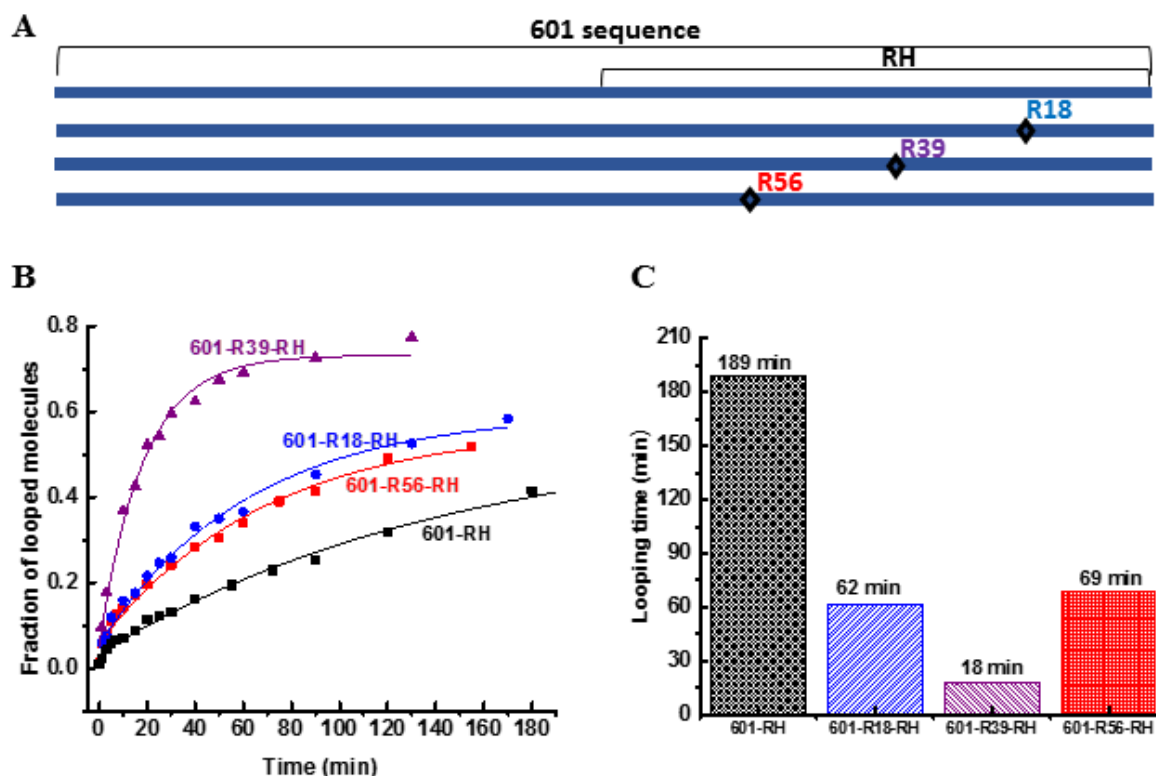 A
601 sequence
RH
R18
R39
R56
B
Fraction of looped molecules
0.8
0.6
0.4
0.2
0.0
601-R39-RH
601-R18-RH
601-R56-RH
601-RH
0 20 40 60 80 100 120 140 160 180
Time (min)
C
Looping time (min)
210
180
150
120
90
60
30
0
189 min
62 min
18 min
69 min
601-RH 601-R18-RH 601-R39-RH 601-R56-RH